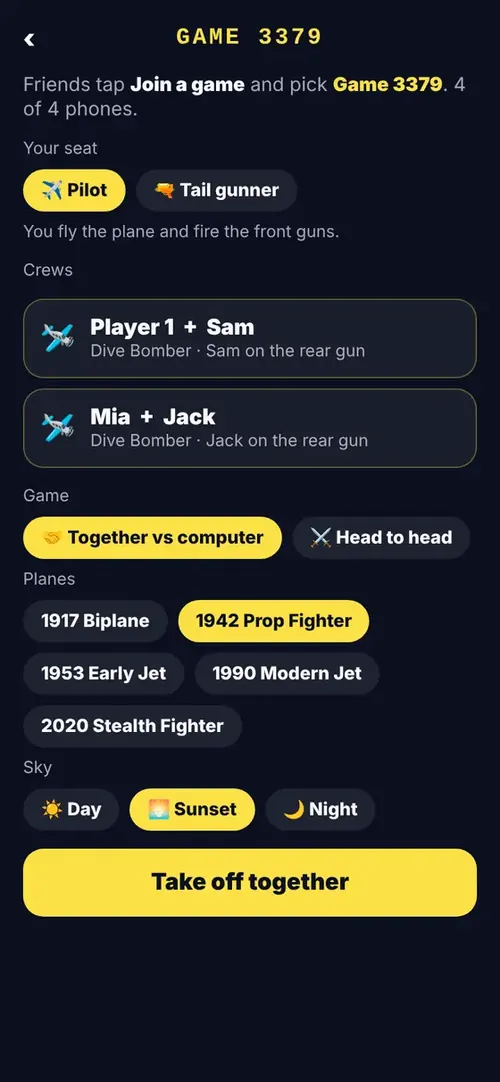 GAME 3379
Friends tap Join a game and pick Game 3379. 4
of 4 phones.
Your seat
Pilot
Tail gunner
You fly the plane and fire the front guns.
Crews
Player 1 + Sam
Dive Bomber · Sam on the rear gun
Mia + Jack
Dive Bomber · Jack on the rear gun
Game
Together vs computer
Head to head
Planes
1917 Biplane
1942 Prop Fighter
1953 Early Jet
1990 Modern Jet
2020 Stealth Fighter
Sky
Day
Sunset
Night
Take off together